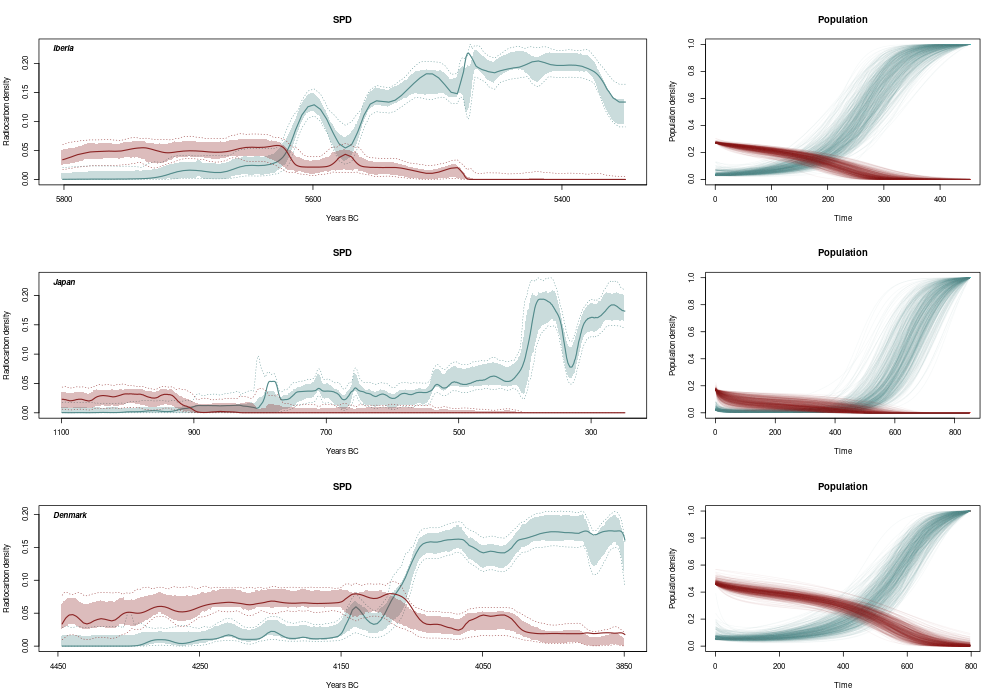 SPD
Iberia
Radiocarbon density
0.00 0.05 0.10 0.15 0.20
5800 5600 5400
Years BC
Population
Population density
0.0 0.2 0.4 0.6 0.8 1.0
0 100 200 300 400
Time
SPD
Japan
Radiocarbon density
0.00 0.05 0.10 0.15 0.20
1100 900 700 500 300
Years BC
Population
Population density
0.0 0.2 0.4 0.6 0.8 1.0
0 200 400 600 800
Time
SPD
Denmark
Radiocarbon density
0.00 0.05 0.10 0.15 0.20
4450 4250 4150 4050 3850
Years BC
Population
Population density
0.0 0.2 0.4 0.6 0.8 1.0
0 200 400 600 800
Time